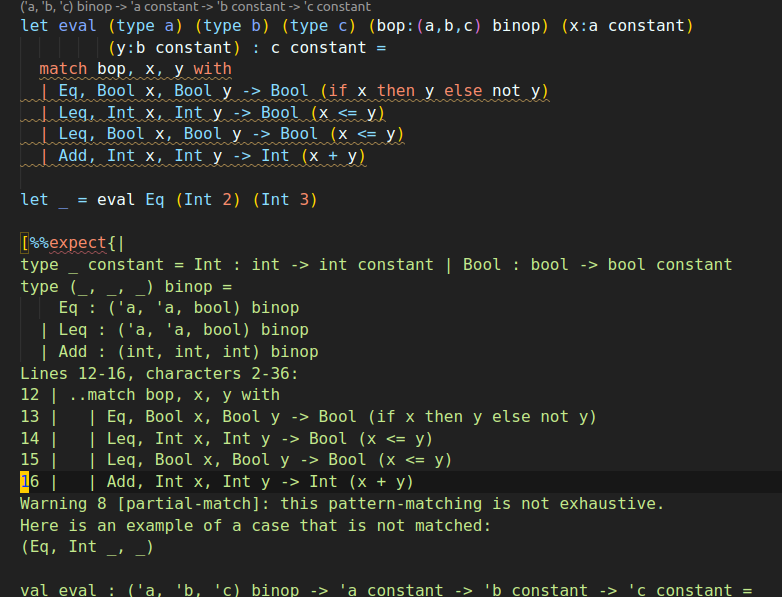 ('a, 'b, 'c) binop -> 'a constant -> 'b constant -> 'c constant
let eval (type a) (type b) (type c) (bop:(a,b,c) binop) (x:a constant)
         (y:b constant) : c constant =
  match bop, x, y with
  | Eq, Bool x, Bool y -> Bool (if x then y else not y)
  | Leq, Int x, Int y -> Bool (x <= y)
  | Leq, Bool x, Bool y -> Bool (x <= y)
  | Add, Int x, Int y -> Int (x + y)

let _ = eval Eq (Int 2) (Int 3)

[%%expect{|
type _ constant = Int : int -> int constant | Bool : bool -> bool constant
type (_, _, _) binop =
    Eq : ('a, 'a, bool) binop
  | Leq : ('a, 'a, bool) binop
  | Add : (int, int, int) binop
Lines 12-16, characters 2-36:
12 | ..match bop, x, y with
13 |   | Eq, Bool x, Bool y -> Bool (if x then y else not y)
14 |   | Leq, Int x, Int y -> Bool (x <= y)
15 |   | Leq, Bool x, Bool y -> Bool (x <= y)
16 |   | Add, Int x, Int y -> Int (x + y)
Warning 8 [partial-match]: this pattern-matching is not exhaustive.
Here is an example of a case that is not matched:
(Eq, Int _, _)

val eval : ('a, 'b, 'c) binop -> 'a constant -> 'b constant -> 'c constant =